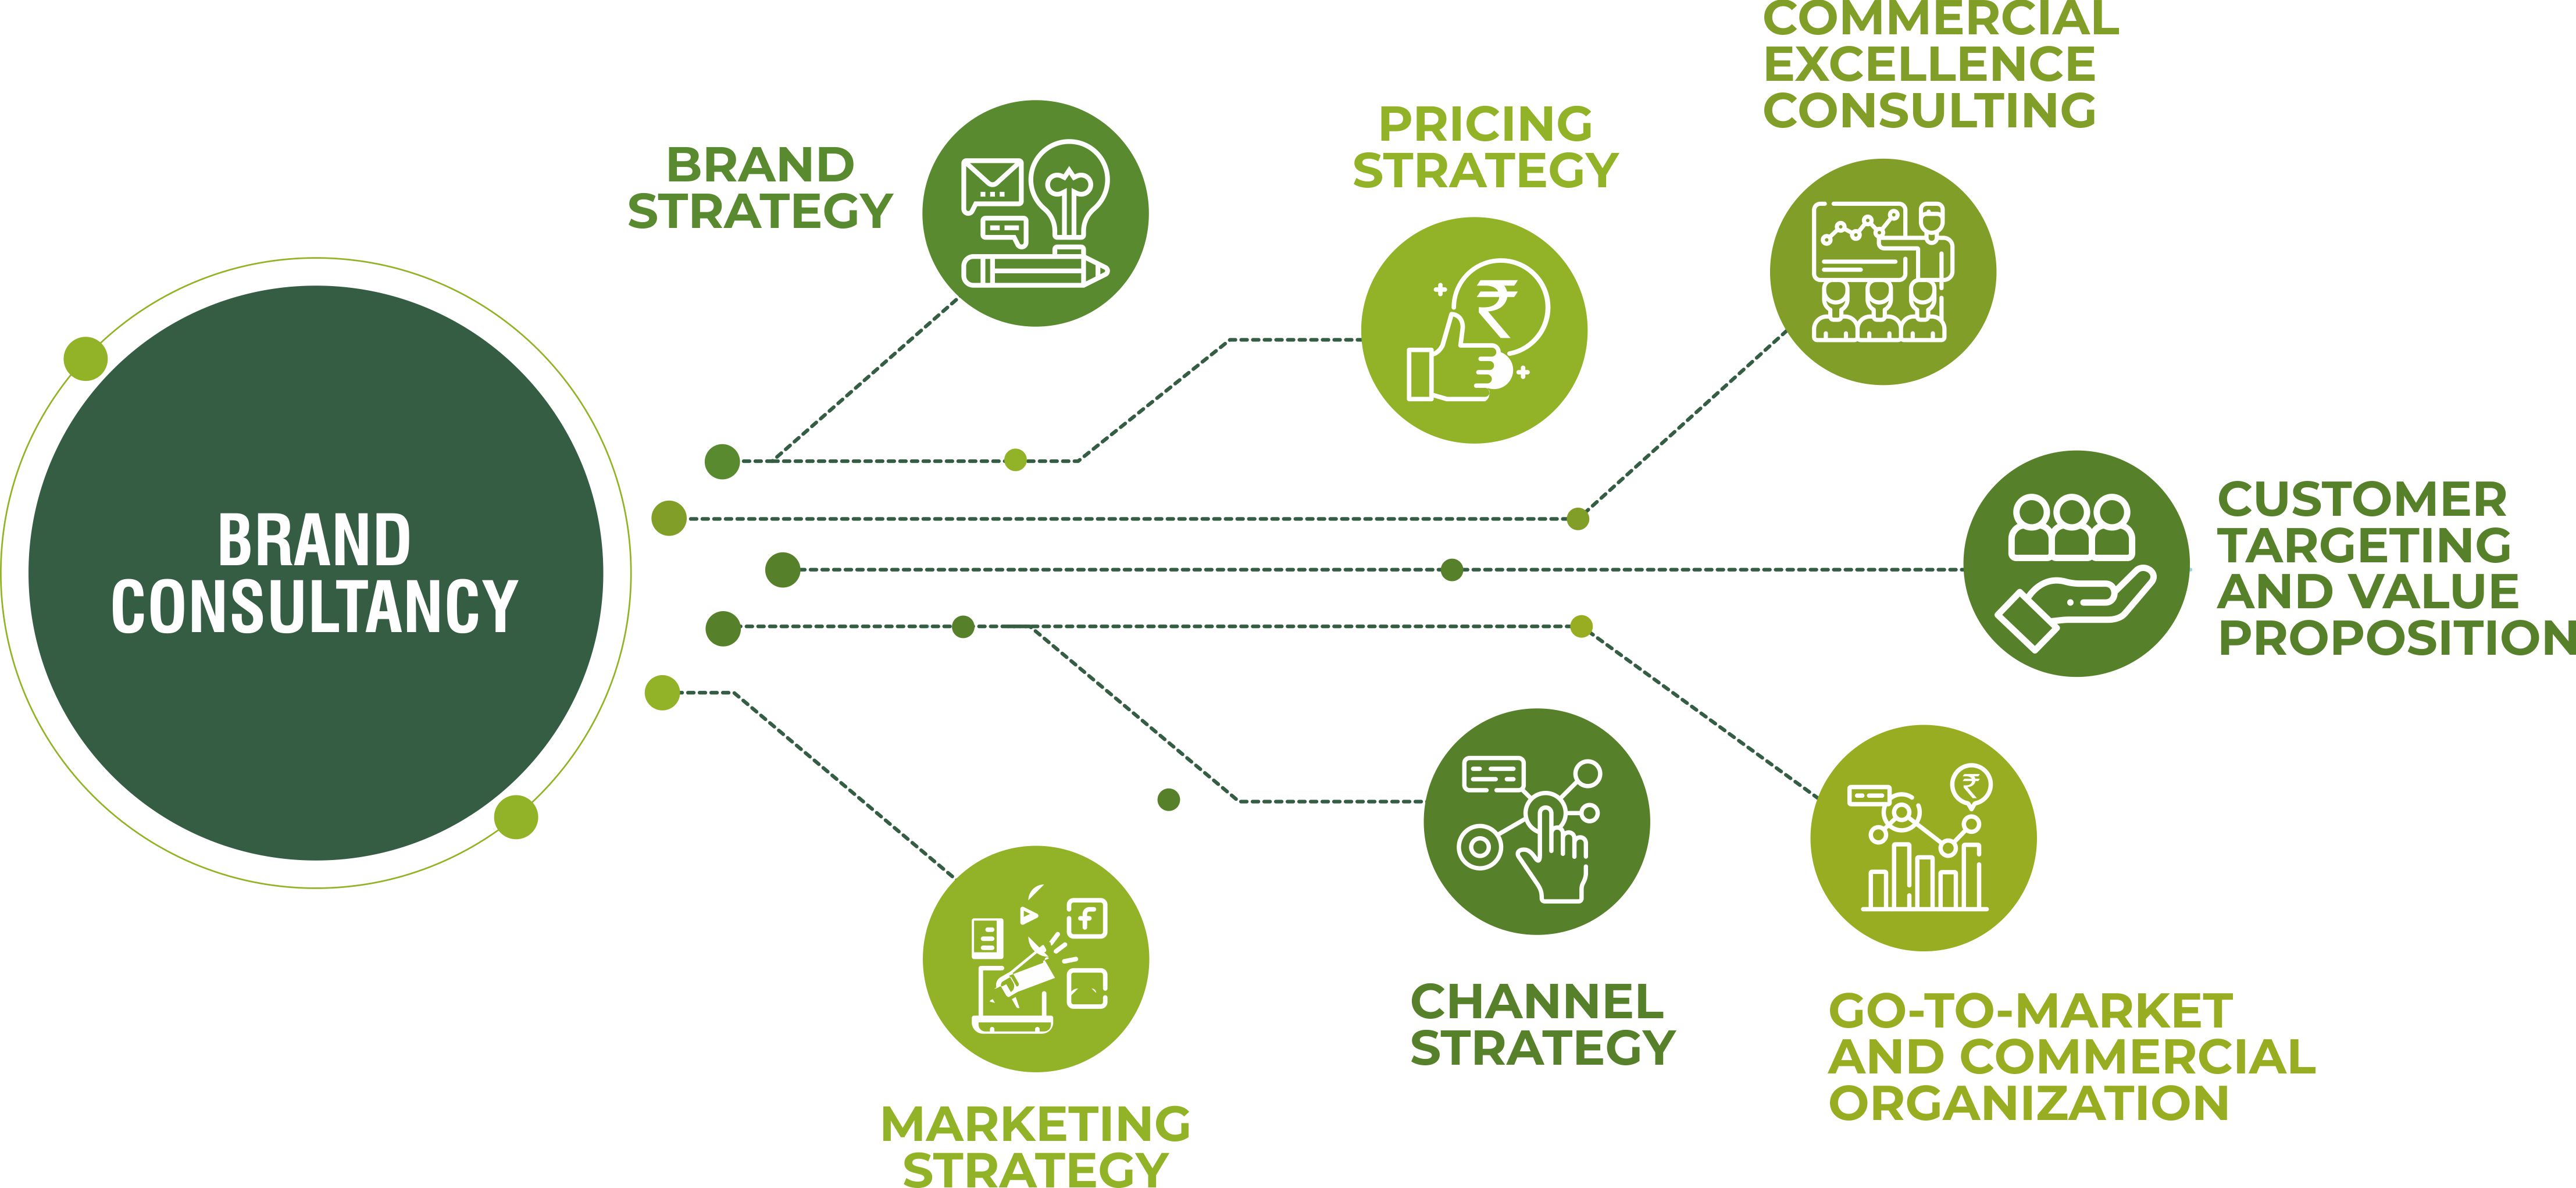 BRAND
CONSULTANCY
BRAND
STRATEGY
PRICING
STRATEGY
COMMERCIAL
EXCELLENCE
CONSULTING
CUSTOMER
TARGETING
AND VALUE
PROPOSITION
GO-TO-MARKET
AND COMMERCIAL
ORGANIZATION
CHANNEL
STRATEGY
MARKETING
STRATEGY
₹
₹
f